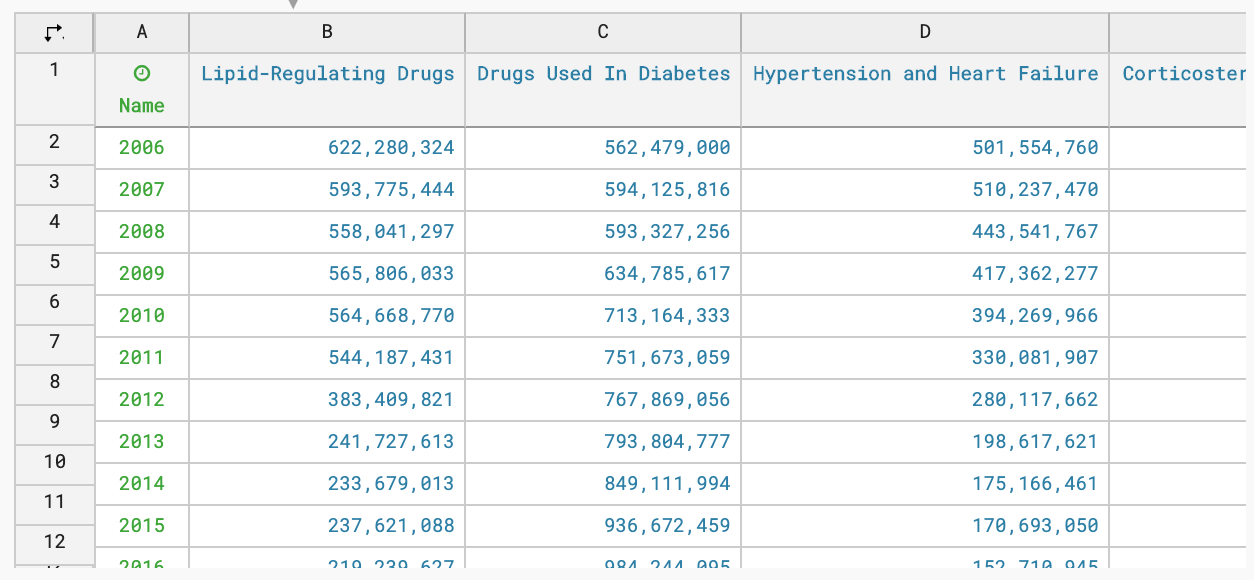 A B C D
1 Name Lipid-Regulating Drugs Drugs Used In Diabetes Hypertension and Heart Failure Corticoster
2 2006 622,280,324 562,479,000 501,554,760
3 2007 593,775,444 594,125,816 510,237,470
4 2008 558,041,297 593,327,256 443,541,767
5 2009 565,806,033 634,785,617 417,362,277
6 2010 564,668,770 713,164,333 394,269,966
7 2011 544,187,431 751,673,059 330,081,907
8 2012 383,409,821 767,869,056 280,117,662
9 2013 241,727,613 793,804,777 198,617,621
10 2014 233,679,013 849,111,994 175,166,461
11 2015 237,621,088 936,672,459 170,693,050
12 2016 219,239,627 984,244,095 152,710,945